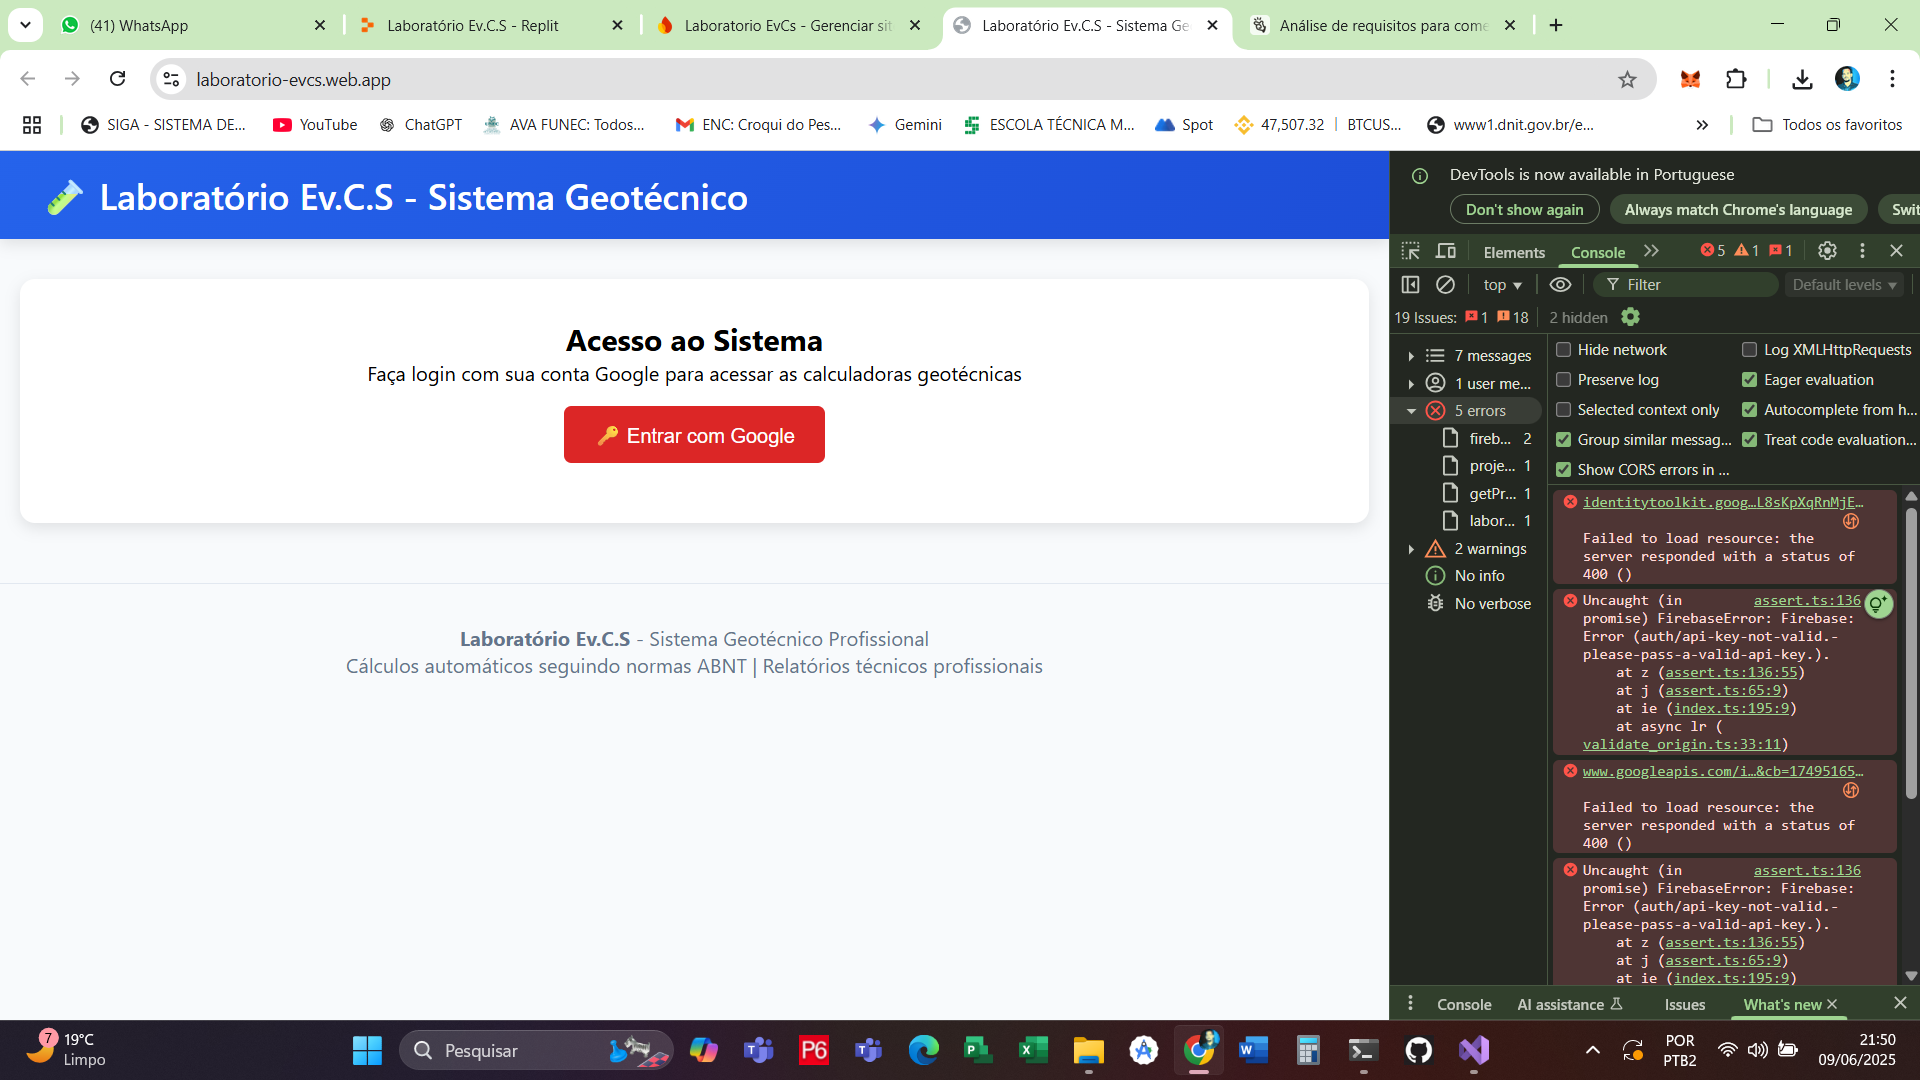 (41) WhatsApp
Laboratório Ev.C.S - Replit
Laboratorio EvCs - Gerenciar sit
Laboratório Ev.C.S - Sistema Ge
Análise de requisitos para come
laboratorio-evcs.web.app
SIGA - SISTEMA DE...
YouTube
ChatGPT
AVA FUNEC: Todos...
ENC: Croqui do Pes...
Gemini
ESCOLA TÉCNICA M...
Spot
47,507.32 | BTCUS...
www1.dnit.gov.br/e...
Todos os favoritos
Laboratório Ev.C.S - Sistema Geotécnico
Acesso ao Sistema
Faça login com sua conta Google para acessar as calculadoras geotécnicas
Entrar com Google
Laboratório Ev.C.S - Sistema Geotécnico Profissional
Cálculos automáticos seguindo normas ABNT | Relatórios técnicos profissionais
DevTools is now available in Portuguese
Don't show again
Always match Chrome's language
Swit
Elements
Console
5
1
1
top
Filter
Default levels
19 Issues: 1 18
2 hidden
7 messages
1 user me...
5 errors
fireb... 2
proje... 1
getPr... 1
labor... 1
2 warnings
No info
No verbose
Hide network
Log XMLHttpRequests
Preserve log
Eager evaluation
Selected context only
Autocomplete from h...
Group similar messag...
Treat code evaluation...
Show CORS errors in ...
identitytoolkit.goog…L8sKpXqRnMjE…
Failed to load resource: the
server responded with a status of
400 ()
Uncaught (in assert.ts:136
promise) FirebaseError: Firebase:
Error (auth/api-key-not-valid.-
please-pass-a-valid-api-key.).
at z (assert.ts:136:55)
at j (assert.ts:65:9)
at ie (index.ts:195:9)
at async lr (
validate_origin.ts:33:11)
www.googleapis.com/i…&cb=17495165…
Failed to load resource: the
server responded with a status of
400 ()
Uncaught (in assert.ts:136
promise) FirebaseError: Firebase:
Error (auth/api-key-not-valid.-
please-pass-a-valid-api-key.).
at z (assert.ts:136:55)
at j (assert.ts:65:9)
at ie (index.ts:195:9)
Console
AI assistance
Issues
What's new
7
19°C
Limpo
Pesquisar
P6
POR
PTB2
21:50
09/06/2025